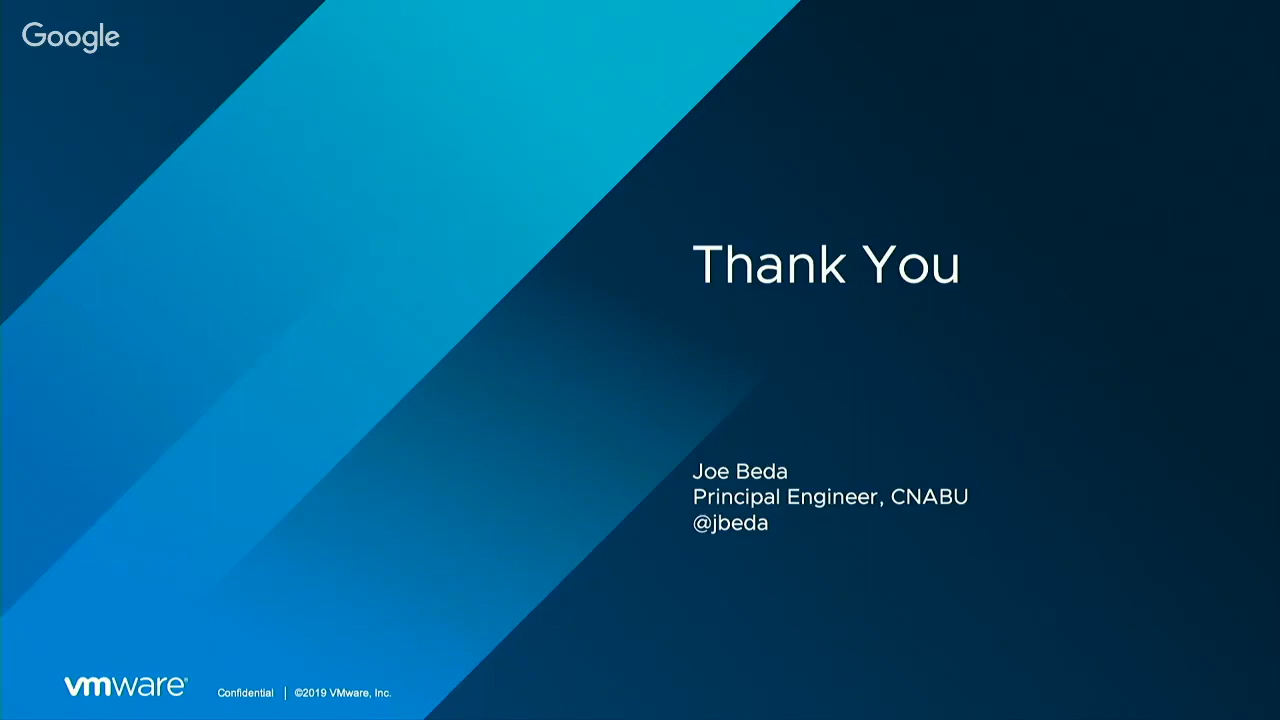 Google
Thank You
Joe Beda
Principal Engineer, CNABU
@jbeda
vmware®
Confidential | ©2019 VMware, Inc.